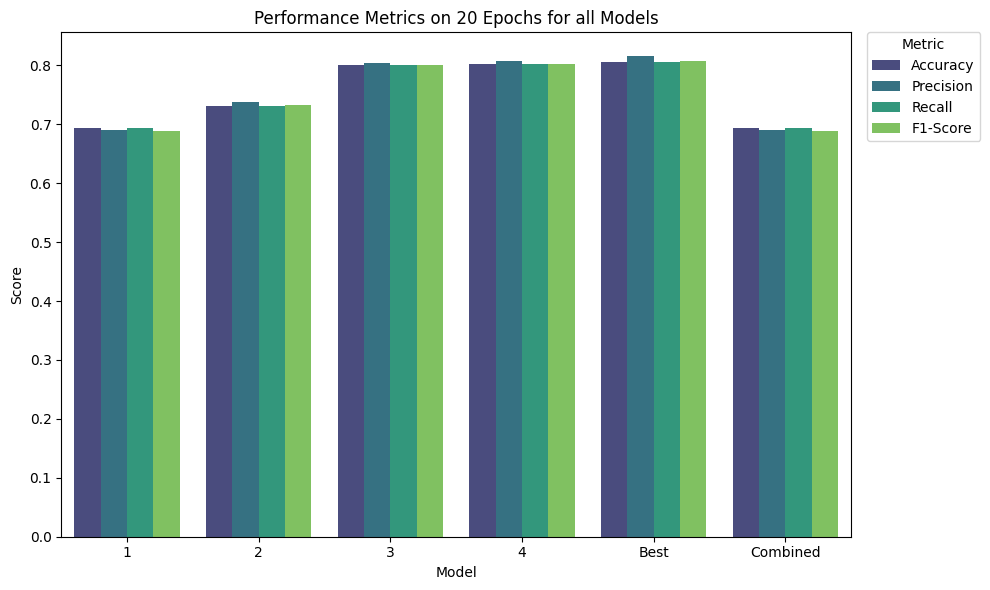 Performance Metrics on 20 Epochs for all Models
Metric
Accuracy
Precision
Recall
F1-Score
Score
0.8
0.7
0.6
0.5
0.4
0.3
0.2
0.1
0.0
1 2 3 4 Best Combined
Model